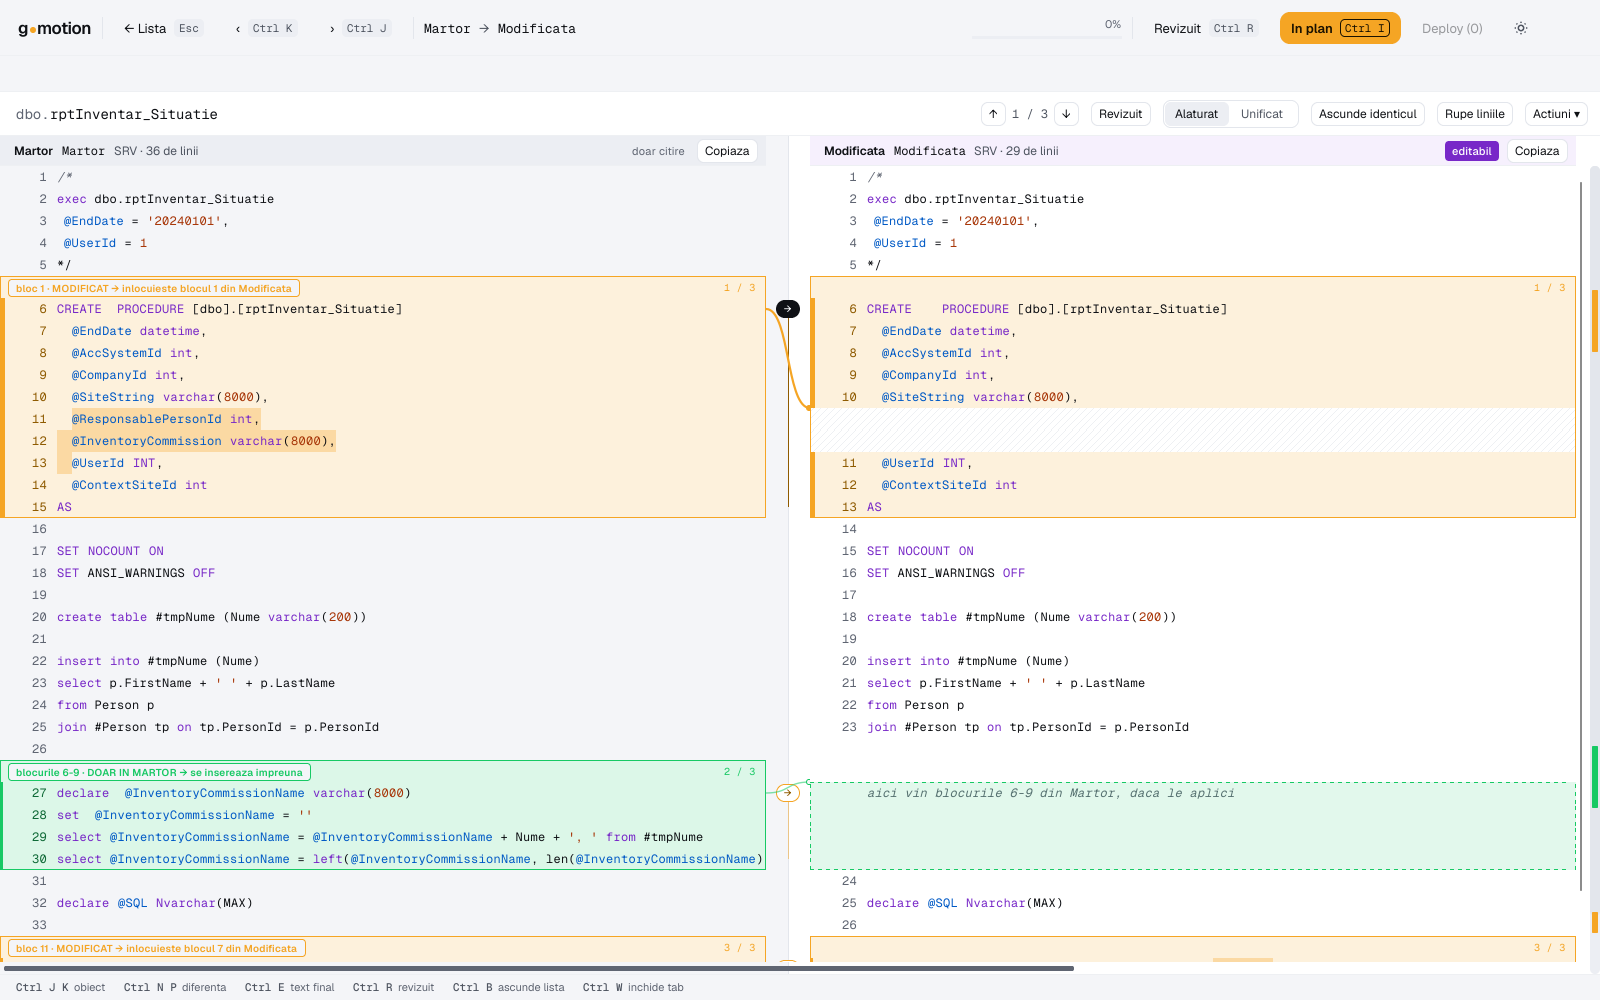 g•motion ← Lista Esc ‹ Ctrl K › Ctrl J Martor → Modificata 0% Revizuit Ctrl R In plan Ctrl I Deploy (0)
dbo.rptInventar_Situatie ↑ 1 / 3 ↓ Revizuit Alaturat Unificat Ascunde identicul Rupe liniile Actiuni ▾
Martor Martor SRV · 36 de linii doar citire Copiaza
1 /*
2 exec dbo.rptInventar_Situatie
3 @EndDate = '20240101',
4 @UserId = 1
5 */
bloc 1 · MODIFICAT → inlocuieste blocul 1 din Modificata 1 / 3
6 CREATE  PROCEDURE [dbo].[rptInventar_Situatie]
7 @EndDate datetime,
8 @AccSystemId int,
9 @CompanyId int,
10 @SiteString varchar(8000),
11 @ResponsablePersonId int,
12 @InventoryCommission varchar(8000),
13 @UserId INT,
14 @ContextSiteId int
15 AS
16
17 SET NOCOUNT ON
18 SET ANSI_WARNINGS OFF
19
20 create table #tmpNume (Nume varchar(200))
21
22 insert into #tmpNume (Nume)
23 select p.FirstName + ' ' + p.LastName
24 from Person p
25 join #Person tp on tp.PersonId = p.PersonId
26
blocurile 6-9 · DOAR IN MARTOR → se insereaza impreuna 2 / 3
27 declare  @InventoryCommissionName varchar(8000)
28 set  @InventoryCommissionName = ''
29 select @InventoryCommissionName = @InventoryCommissionName + Nume + ', ' from #tmpNume
30 select @InventoryCommissionName = left(@InventoryCommissionName, len(@InventoryCommissionName)
31
32 declare @SQL Nvarchar(MAX)
33
bloc 11 · MODIFICAT → inlocuieste blocul 7 din Modificata 3 / 3
→
→
Modificata Modificata SRV · 29 de linii editabil Copiaza
1 /*
2 exec dbo.rptInventar_Situatie
3 @EndDate = '20240101',
4 @UserId = 1
5 */
1 / 3
6 CREATE    PROCEDURE [dbo].[rptInventar_Situatie]
7 @EndDate datetime,
8 @AccSystemId int,
9 @CompanyId int,
10 @SiteString varchar(8000),
11 @UserId INT,
12 @ContextSiteId int
13 AS
14
15 SET NOCOUNT ON
16 SET ANSI_WARNINGS OFF
17
18 create table #tmpNume (Nume varchar(200))
19
20 insert into #tmpNume (Nume)
21 select p.FirstName + ' ' + p.LastName
22 from Person p
23 join #Person tp on tp.PersonId = p.PersonId
aici vin blocurile 6-9 din Martor, daca le aplici
24
25 declare @SQL Nvarchar(MAX)
26
3 / 3
Ctrl J K obiect Ctrl N P diferenta Ctrl E text final Ctrl R revizuit Ctrl B ascunde lista Ctrl W inchide tab